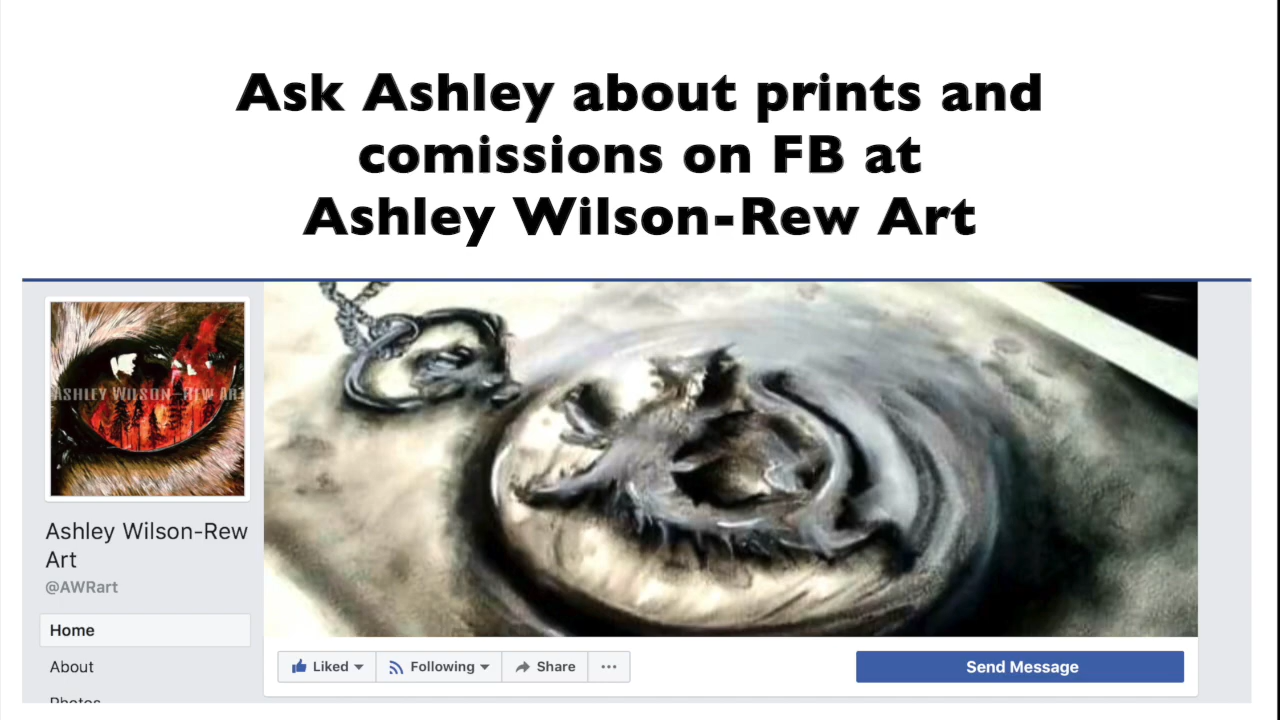 Ask Ashley about prints and
comissions on FB at
Ashley Wilson-Rew Art
ASHLEY WILSON-REW ART
Ashley Wilson-Rew
Art
@AWRart
Home
About
Photos
Liked
Following
Share
Send Message